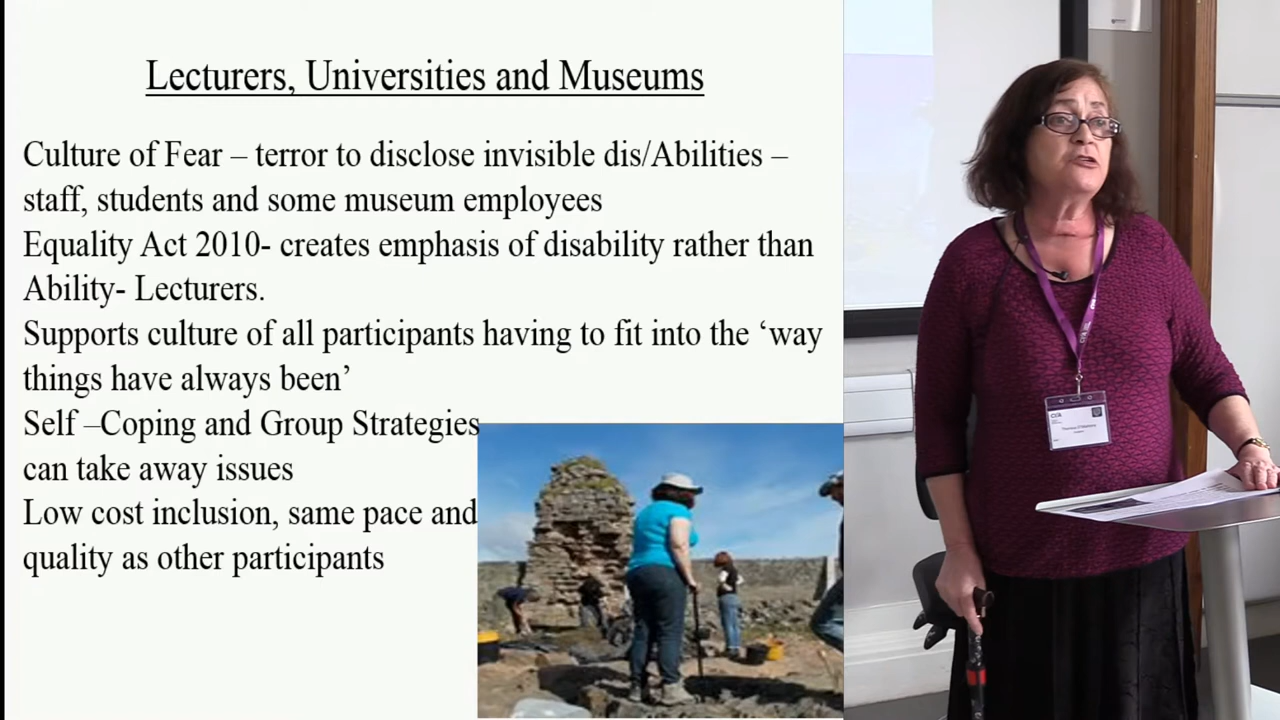 Lecturers, Universities and Museums
Culture of Fear – terror to disclose invisible dis/Abilities –
staff, students and some museum employees
Equality Act 2010- creates emphasis of disability rather than
Ability- Lecturers.
Supports culture of all participants having to fit into the ‘way
things have always been’
Self –Coping and Group Strategies
can take away issues
Low cost inclusion, same pace and
quality as other participants